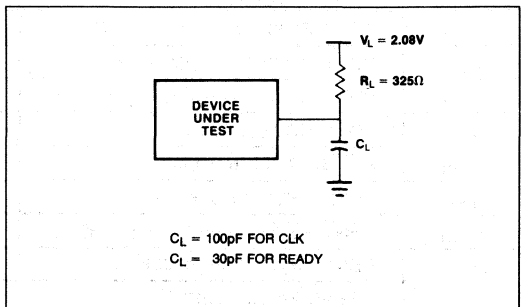 V_L = 2.08V
R_L = 325Ω
DEVICE
UNDER
TEST
C_L
C_L = 100pF FOR CLK
C_L = 30pF FOR READY